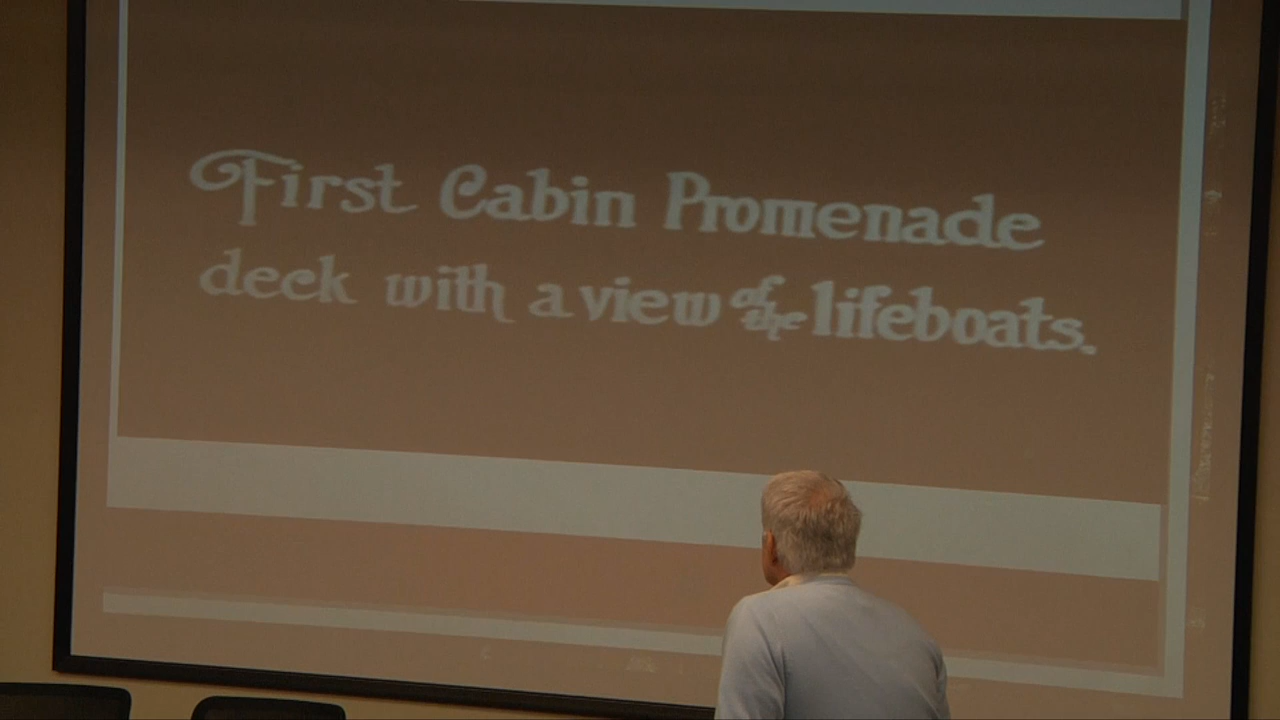 First Cabin Promenade
deck with a view of the lifeboats.